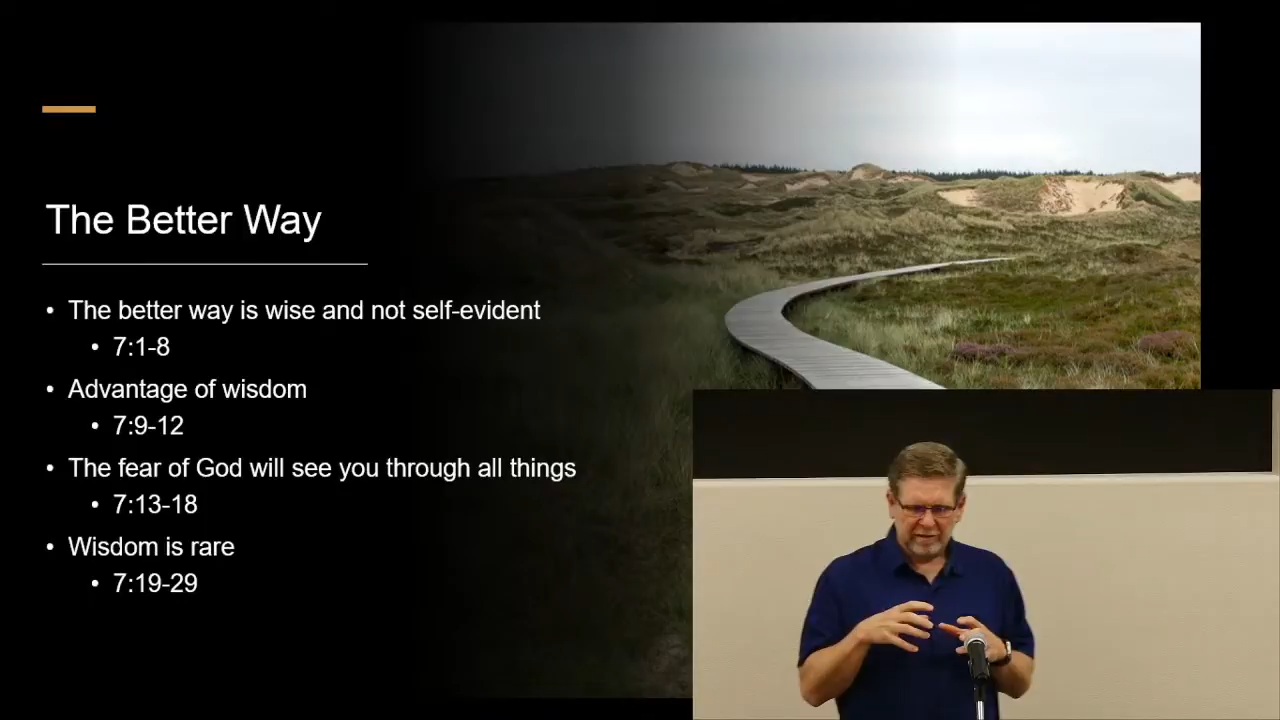 The Better Way
• The better way is wise and not self-evident
• 7:1-8
• Advantage of wisdom
• 7:9-12
• The fear of God will see you through all things
• 7:13-18
• Wisdom is rare
• 7:19-29